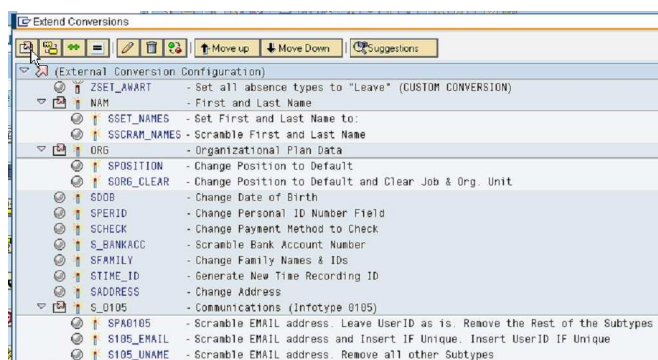 Extend Conversions
Move up Move Down Suggestions
(External Conversion Configuration)
ZSET_AWART - Set all absence types to "Leave" (CUSTOM CONVERSION)
NAM - First and Last Name
SSET_NAMES - Set First and Last Name to:
SSCRAM_NAMES - Scramble First and Last Name
ORG - Organizational Plan Data
SPOSITION - Change Position to Default
SORG_CLEAR - Change Position to Default and Clear Job & Org. Unit
SDOB - Change Date of Birth
SPERID - Change Personal ID Number Field
SCHECK - Change Payment Method to Check
S_BANKACC - Scramble Bank Account Number
SFAMILY - Change Family Names & IDs
STIME_ID - Generate New Time Recording ID
SADDRESS - Change Address
S_0105 - Communications (Infotype 0105)
SPA0105 - Scramble EMAIL address. Leave UserID as is. Remove the Rest of the Subtypes
S105_EMAIL - Scramble EMAIL address and Insert IF Unique. Insert UserID IF Unique
S105_UNAME - Scramble EMAIL address. Remove all other Subtypes